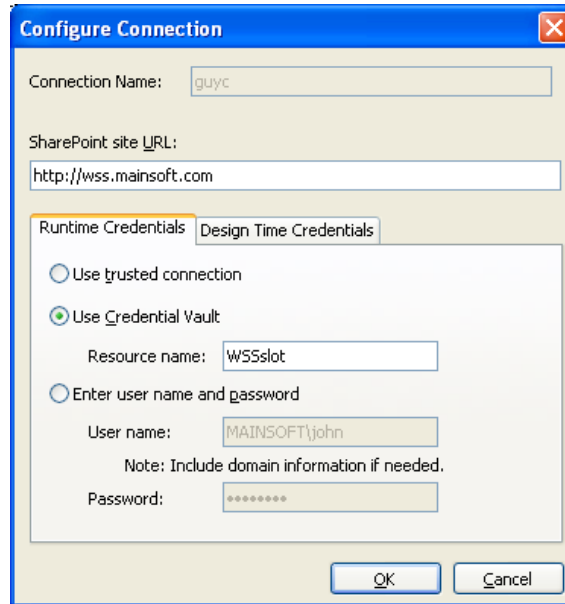 Configure Connection
Connection Name: guyc
SharePoint site URL:
http://wss.mainsoft.com
Runtime Credentials Design Time Credentials
Use trusted connection
Use Credential Vault
Resource name: WSSslot
Enter user name and password
User name: MAINSOFT\john
Note: Include domain information if needed.
Password: ••••••••
OK Cancel